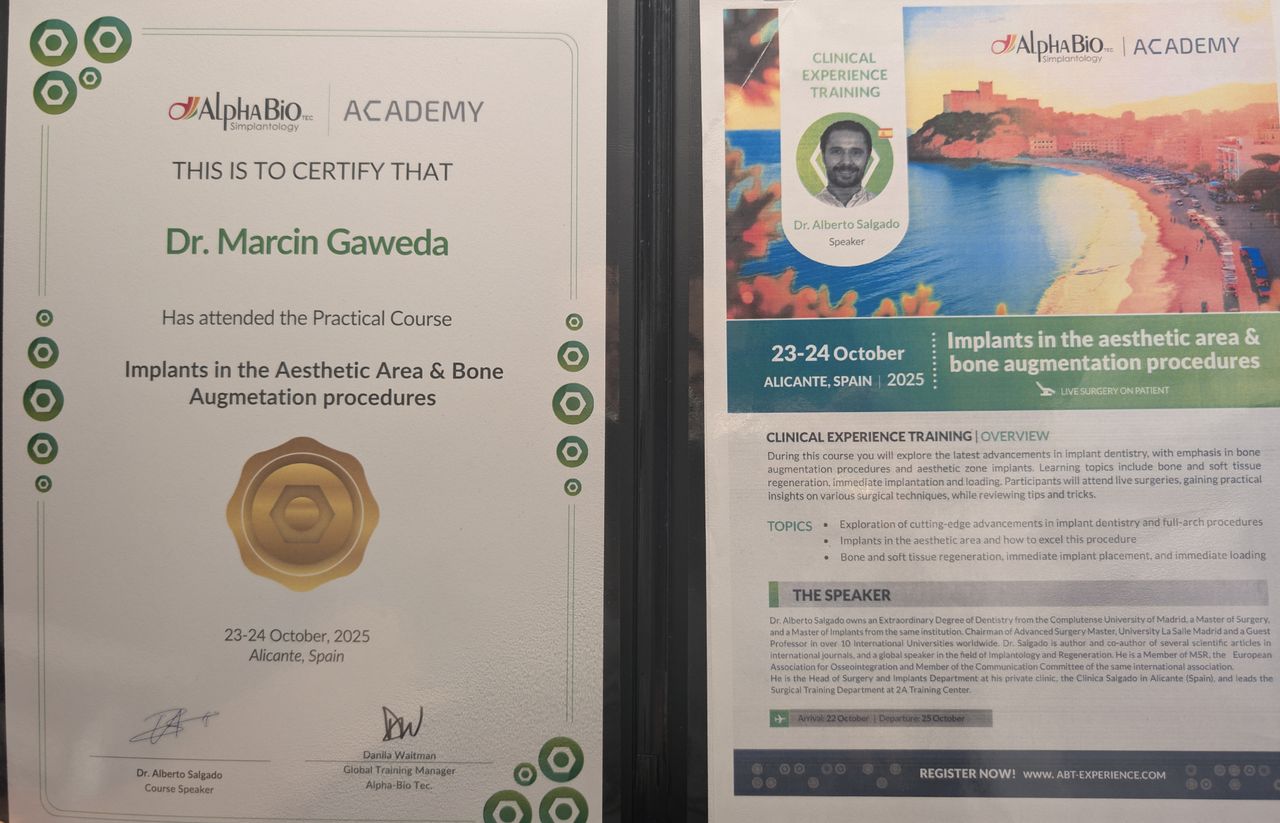 AlphaBio TEC Simplantology | ACADEMY
THIS IS TO CERTIFY THAT
Dr. Marcin Gaweda
Has attended the Practical Course
Implants in the Aesthetic Area & Bone
Augmetation procedures
23-24 October, 2025
Alicante, Spain
Dr. Alberto Salgado
Course Speaker
Danila Waitman
Global Training Manager
Alpha-Bio Tec.
CLINICAL
EXPERIENCE
TRAINING
Dr. Alberto Salgado
Speaker
AlphaBio TEC Simplantology | ACADEMY
23-24 October
ALICANTE, SPAIN | 2025
Implants in the aesthetic area &
bone augmentation procedures
LIVE SURGERY ON PATIENT
CLINICAL EXPERIENCE TRAINING | OVERVIEW
During this course you will explore the latest advancements in implant dentistry, with emphasis in bone
augmentation procedures and aesthetic zone implants. Learning topics include bone and soft tissue
regeneration, immediate implantation and loading. Participants will attend live surgeries, gaining practical
insights on various surgical techniques, while reviewing tips and tricks.
TOPICS • Exploration of cutting-edge advancements in implant dentistry and full-arch procedures
• Implants in the aesthetic area and how to excel this procedure
• Bone and soft tissue regeneration, immediate implant placement, and immediate loading
THE SPEAKER
Dr. Alberto Salgado owns an Extraordinary Degree of Dentistry from the Complutense University of Madrid, a Master of Surgery,
and a Master of Implants from the same institution. Chairman of Advanced Surgery Master, University La Salle Madrid and a Guest
Professor in over 10 International Universities worldwide. Dr. Salgado is author and co-author of several scientific articles in
international journals, and a global speaker in the field of Implantology and Regeneration. He is a Member of MSR, the European
Association for Osseointegration and Member of the Communication Committee of the same international association.
He is the Head of Surgery and Implants Department at his private clinic, the Clinica Salgado in Alicante (Spain), and leads the
Surgical Training Department at 2A Training Center.
Arrival: 22 October | Departure: 25 October
REGISTER NOW! WWW. ABT-EXPERIENCE.COM